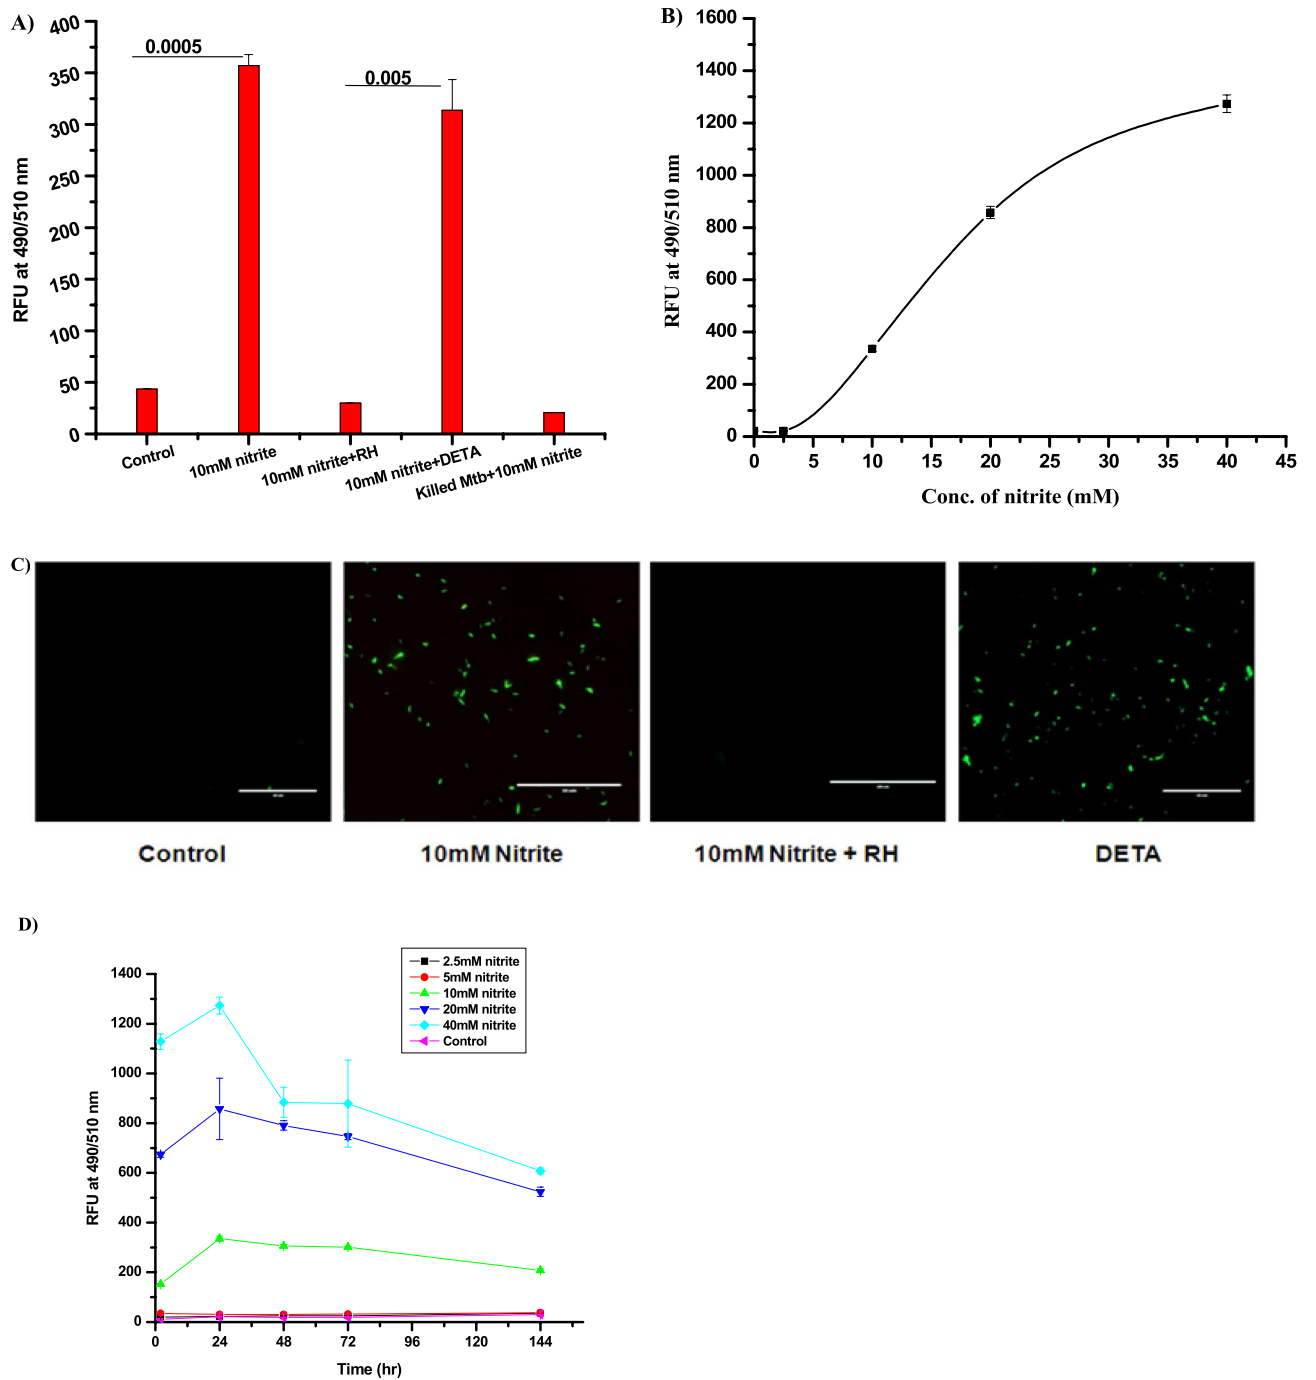 A)
0.0005
0.005
RFU at 490/510 nm
400
350
300
250
200
150
100
50
0
Control
10mM nitrite
10mM nitrite+RH
10mM nitrite+DETA
Killed Mtb+10mM nitrite
B)
RFU at 490/510 nm
1600
1400
1200
1000
800
600
400
200
0
0 5 10 15 20 25 30 35 40 45
Conc. of nitrite (mM)
C)
Control
10mM Nitrite
10mM Nitrite + RH
DETA
D)
2.5mM nitrite
5mM nitrite
10mM nitrite
20mM nitrite
40mM nitrite
Control
RFU at 490/510 nm
1400
1200
1000
800
600
400
200
0
0 24 48 72 96 120 144
Time (hr)